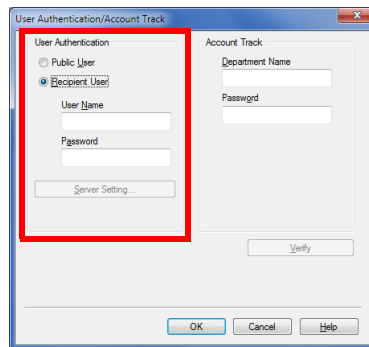 User Authentication/Account Track
User Authentication
Public User
Recipient User
User Name
Password
Server Setting...
Account Track
Department Name
Password
Verify
OK
Cancel
Help